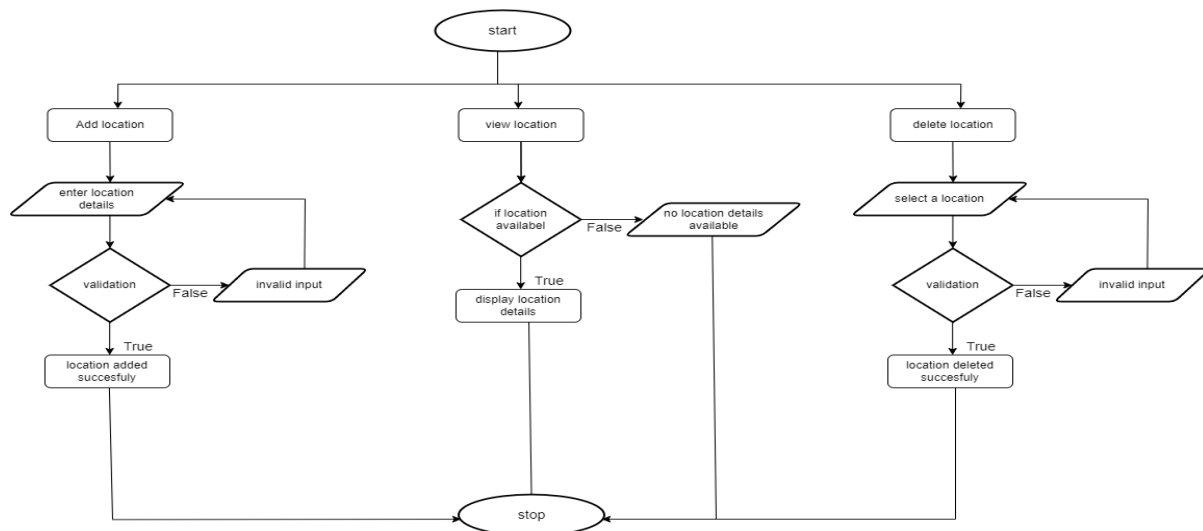 start
Add location
view location
delete location
enter location
details
if location
availabel
False
no location details
available
select a location
validation
False
invalid input
True
display location
details
validation
False
invalid input
True
location added
succesfuly
True
location deleted
succesfuly
stop